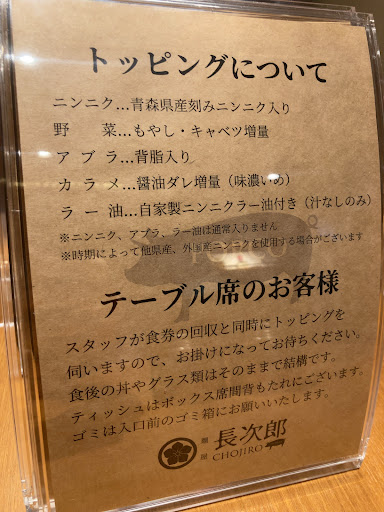 トッピングについて
ニンニク…青森県産刻みニンニク入り
野　　菜…もやし・キャベツ増量
ア ブ ラ…背脂入り
カ ラ メ…醤油ダレ増量（味濃いめ）
ラ ー 油…自家製ニンニクラー油付き（汁なしのみ）
※ニンニク、アブラ、ラー油は通常入りません
※時期によって他県産、外国産ニンニクを使用する場合がございます
テーブル席のお客様
スタッフが食券の回収と同時にトッピングを
伺いますので、お掛けになってお待ちください。
食後の丼やグラス類はそのままで結構です。
ティッシュはボックス席間背もたれにございます。
ゴミは入口前のゴミ箱にお願いいたします。
麺屋 長次郎
CHOJIRO